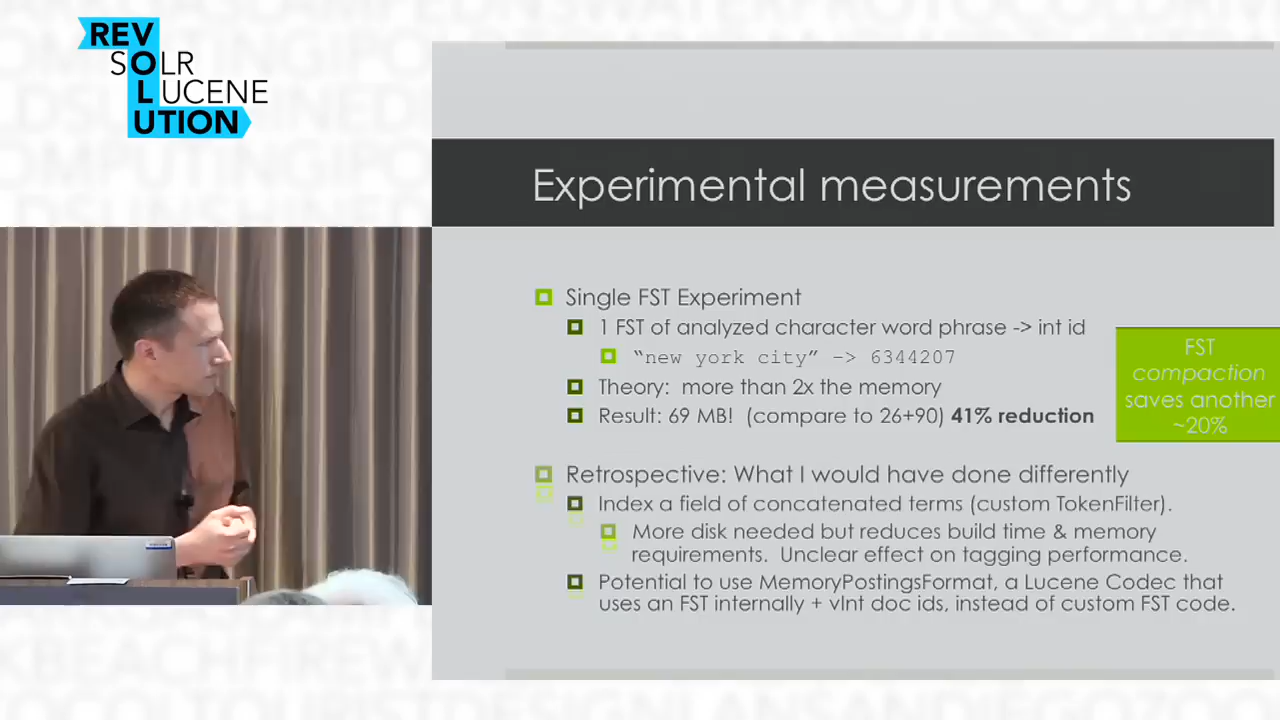 REV
SOLR
LUCENE
UTION
Experimental measurements
Single FST Experiment
1 FST of analyzed character word phrase -> int id
“new york city” -> 6344207
Theory: more than 2x the memory
Result: 69 MB! (compare to 26+90) 41% reduction
FST
compaction
saves another
~20%
Retrospective: What I would have done differently
Index a field of concatenated terms (custom TokenFilter).
More disk needed but reduces build time & memory
requirements. Unclear effect on tagging performance.
Potential to use MemoryPostingsFormat, a Lucene Codec that
uses an FST internally + vInt doc ids, instead of custom FST code.